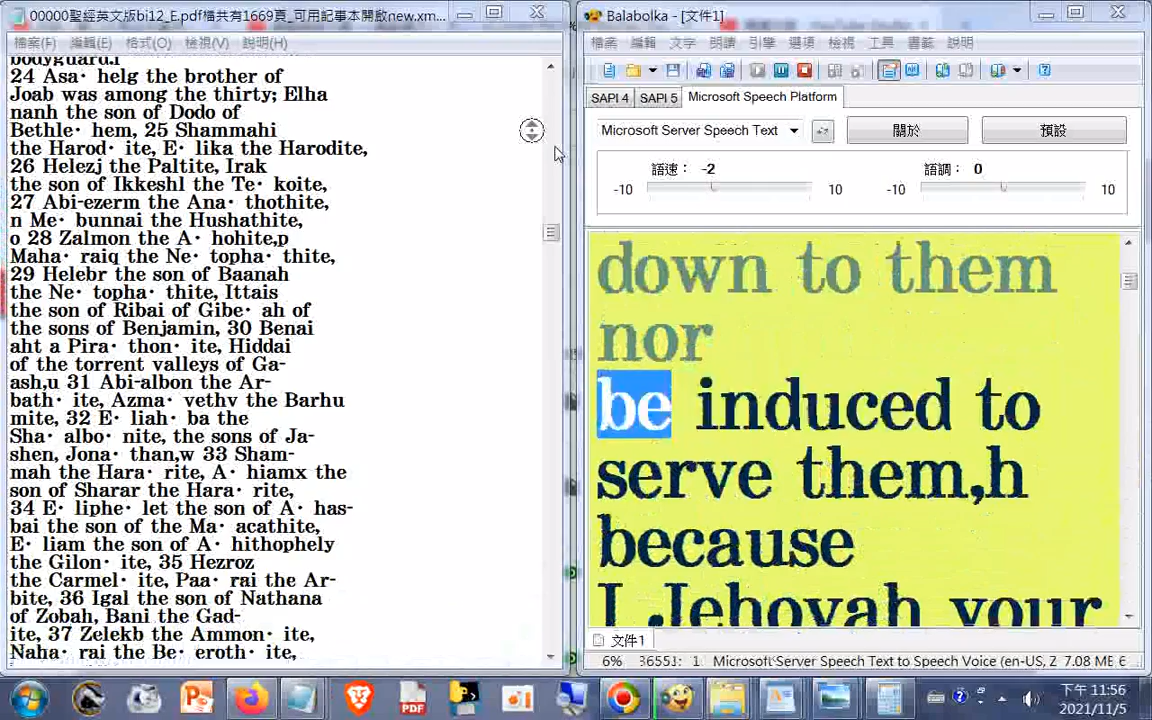 00000聖經英文版bi12_E.pdf檔共有1669頁_可用記事本開啟new.xm...
檔案(F) 編輯(E) 格式(O) 檢視(V) 說明(H)
bodyguard.l
24 Asa· helg the brother of
Joab was among the thirty; Elha
nanh the son of Dodo of
Bethle· hem, 25 Shammahi
the Harod· ite, E· lika the Harodite,
26 Helezj the Paltite, Irak
the son of Ikkeshl the Te· koite,
27 Abi-ezerm the Ana· thothite,
n Me· bunnai the Hushathite,
o 28 Zalmon the A· hohite,p
Maha· raiq the Ne· topha· thite,
29 Helebr the son of Baanah
the Ne· topha· thite, Ittais
the son of Ribai of Gibe· ah of
the sons of Benjamin, 30 Benai
aht a Pira· thon· ite, Hiddai
of the torrent valleys of Ga-
ash,u 31 Abi-albon the Ar-
bath· ite, Azma· vethv the Barhu
mite, 32 E· liah· ba the
Sha· albo· nite, the sons of Ja-
shen, Jona· than,w 33 Sham-
mah the Hara· rite, A· hiamx the
son of Sharar the Hara· rite,
34 E· liphe· let the son of A· has-
bai the son of the Ma· acathite,
E· liam the son of A· hithophely
the Gilon· ite, 35 Hezroz
the Carmel· ite, Paa· rai the Ar-
bite, 36 Igal the son of Nathana
of Zobah, Bani the Gad-
ite, 37 Zelekb the Ammon· ite,
Naha· rai the Be· eroth· ite,
Balabolka - [文件1]
檔案 編輯 文字 朗讀 引擎 選項 檢視 工具 書籤 說明
SAPI 4 SAPI 5 Microsoft Speech Platform
Microsoft Server Speech Text 關於 預設
語速： -2 語調： 0
-10 10 -10 10
down to them
nor
be induced to
serve them,h
because
I,Jehovah your
文件1
6% 36551: 1 Microsoft Server Speech Text to Speech Voice (en-US, Z 7.08 MB 6
PDF
下午 11:56
2021/11/5